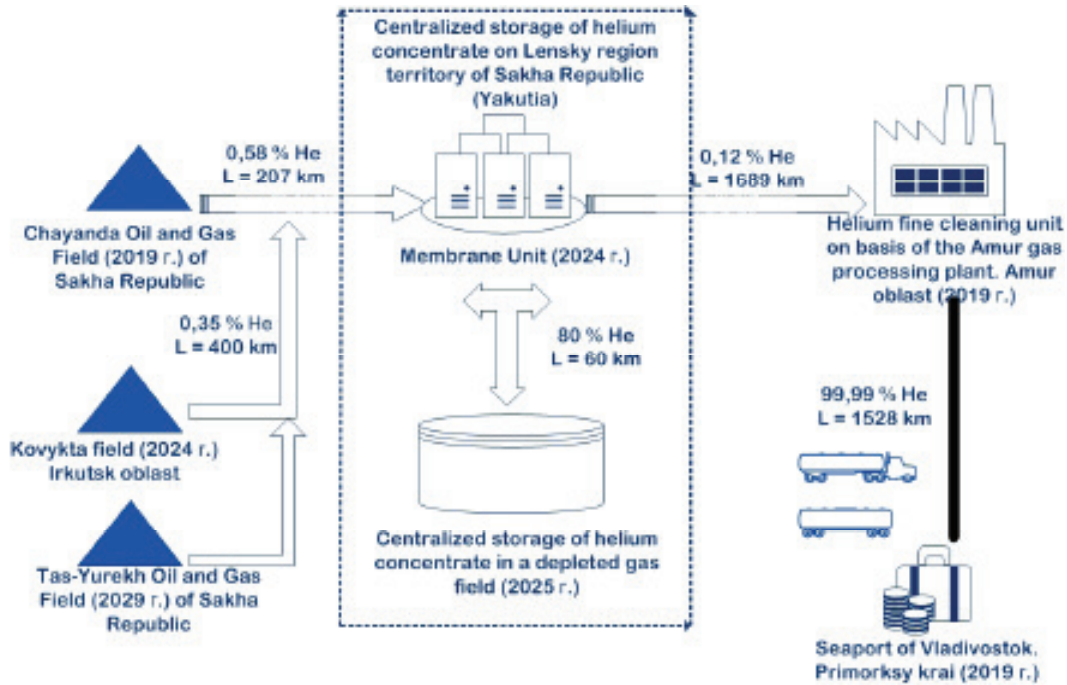 Centralized storage of helium
concentrate on Lensky region
territory of Sakha Republic
(Yakutia)
0,58 % He
L = 207 km
0,12 % He
L = 1689 km
Chayanda Oil and Gas
Field (2019 г.) of
Sakha Republic
Membrane Unit (2024 г.)
Helium fine cleaning unit
on basis of the Amur gas
processing plant. Amur
oblast (2019 г.)
0,35 % He
L = 400 km
80 % He
L = 60 km
99,99 % He
L = 1528 km
Kovykta field (2024 г.)
Irkutsk oblast
Centralized storage of helium
concentrate in a depleted gas
field (2025 г.)
Tas-Yurekh Oil and Gas
Field (2029 г.) of Sakha
Republic
Seaport of Vladivostok.
Primorksy krai (2019 г.)